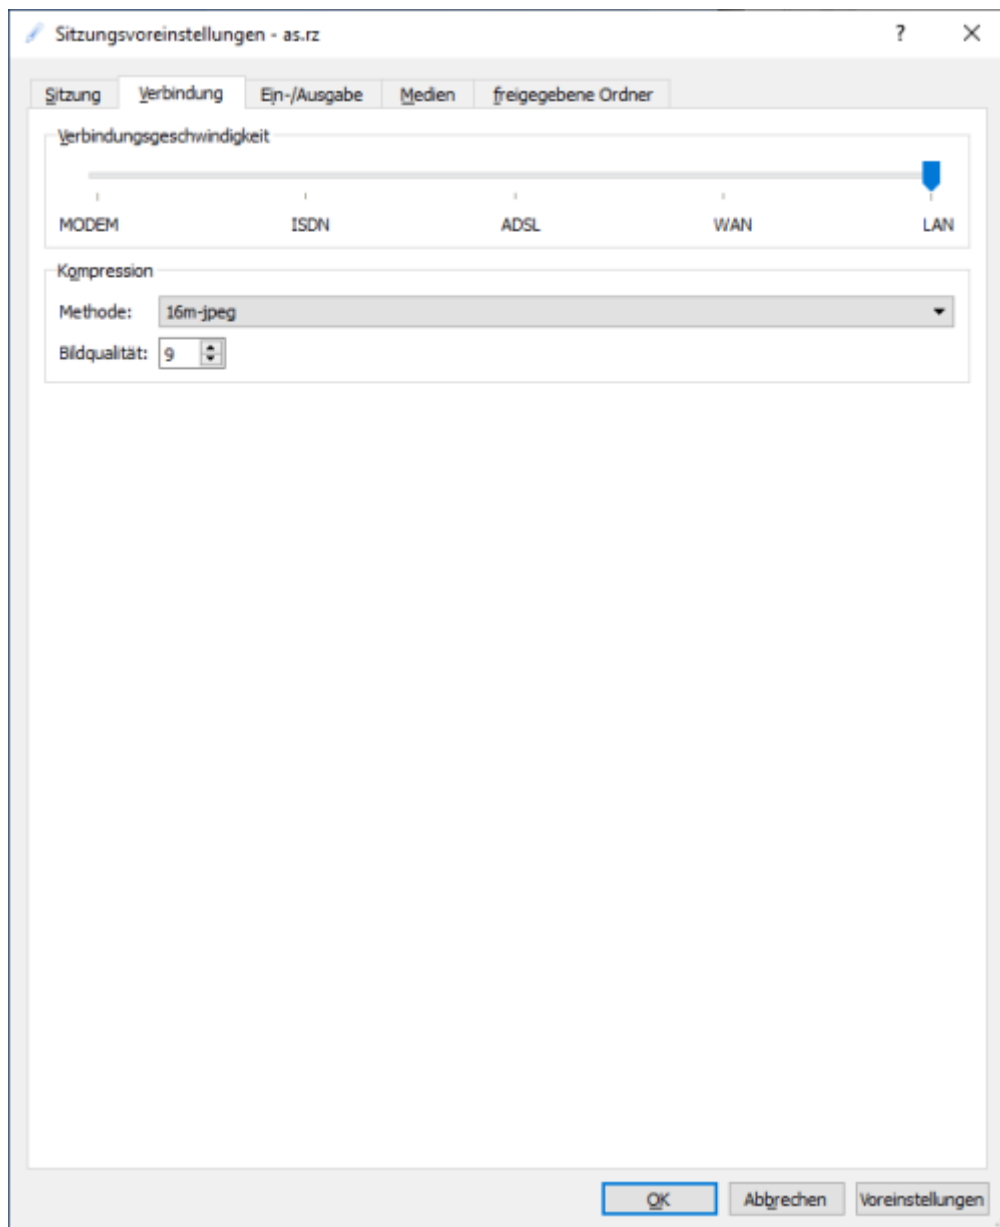 Sitzungsvoreinstellungen - as.rz ?
Sitzung Verbindung Ein-/Ausgabe Medien freigegebene Ordner
Verbindungsgeschwindigkeit
MODEM ISDN ADSL WAN LAN
Kompression
Methode: 16m-jpeg
Bildqualität: 9
OK Abbrechen Voreinstellungen